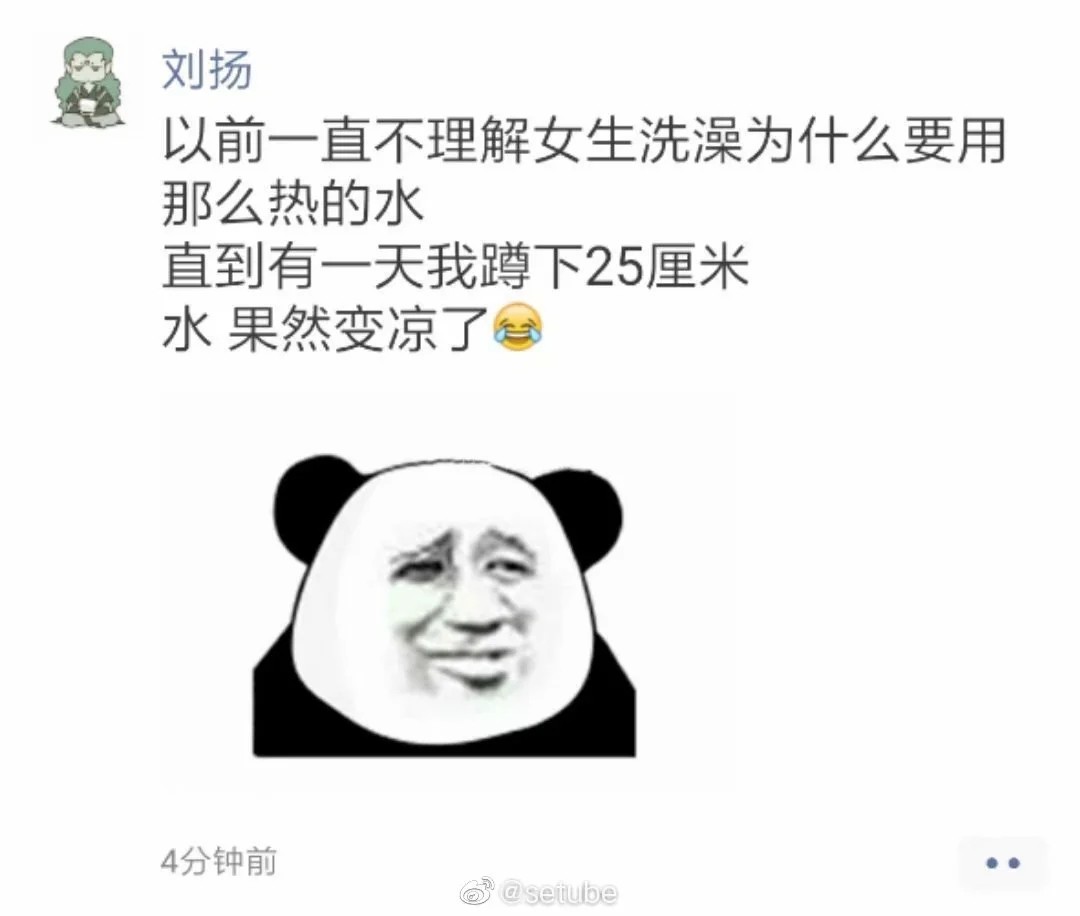 刘扬
以前一直不理解女生洗澡为什么要用
那么热的水
直到有一天我蹲下25厘米
水 果然变凉了😂
4分钟前
@setube